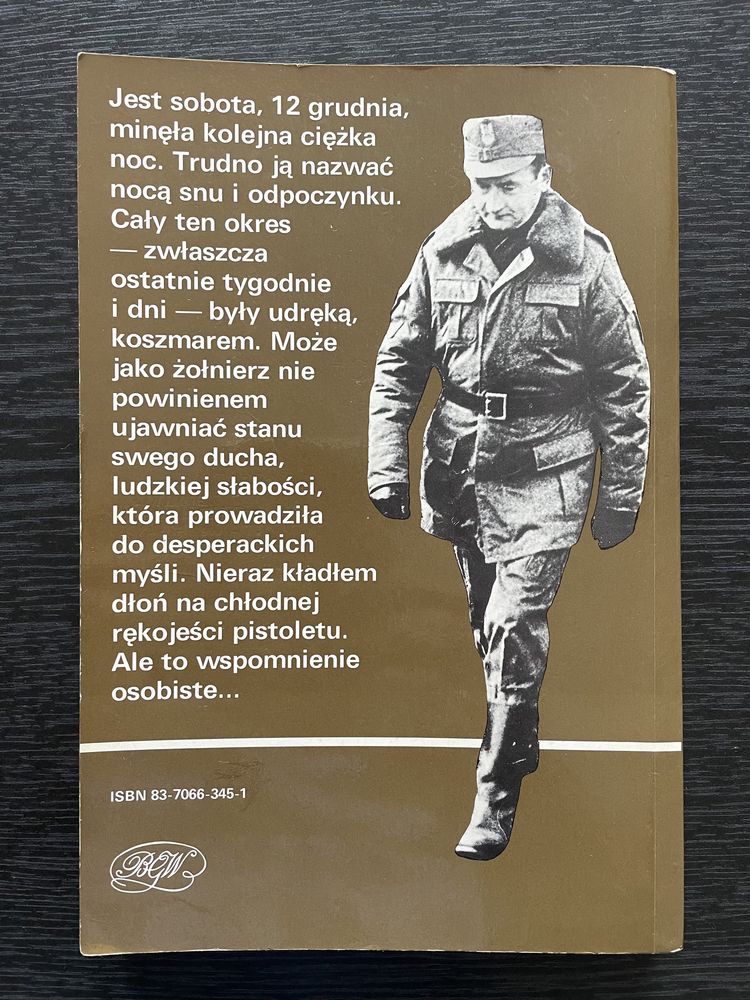 Jest sobota, 12 grudnia,
minęła kolejna ciężka
noc. Trudno ją nazwać
nocą snu i odpoczynku.
Cały ten okres
— zwłaszcza
ostatnie tygodnie
i dni — były udręką,
koszmarem. Może
jako żołnierz nie
powinienem
ujawniać stanu
swego ducha,
ludzkiej słabości,
która prowadziła
do desperackich
myśli. Nieraz kładłem
dłoń na chłodnej
rękojeści pistoletu.
Ale to wspomnienie
osobiste...
ISBN 83-7066-345-1
BGW